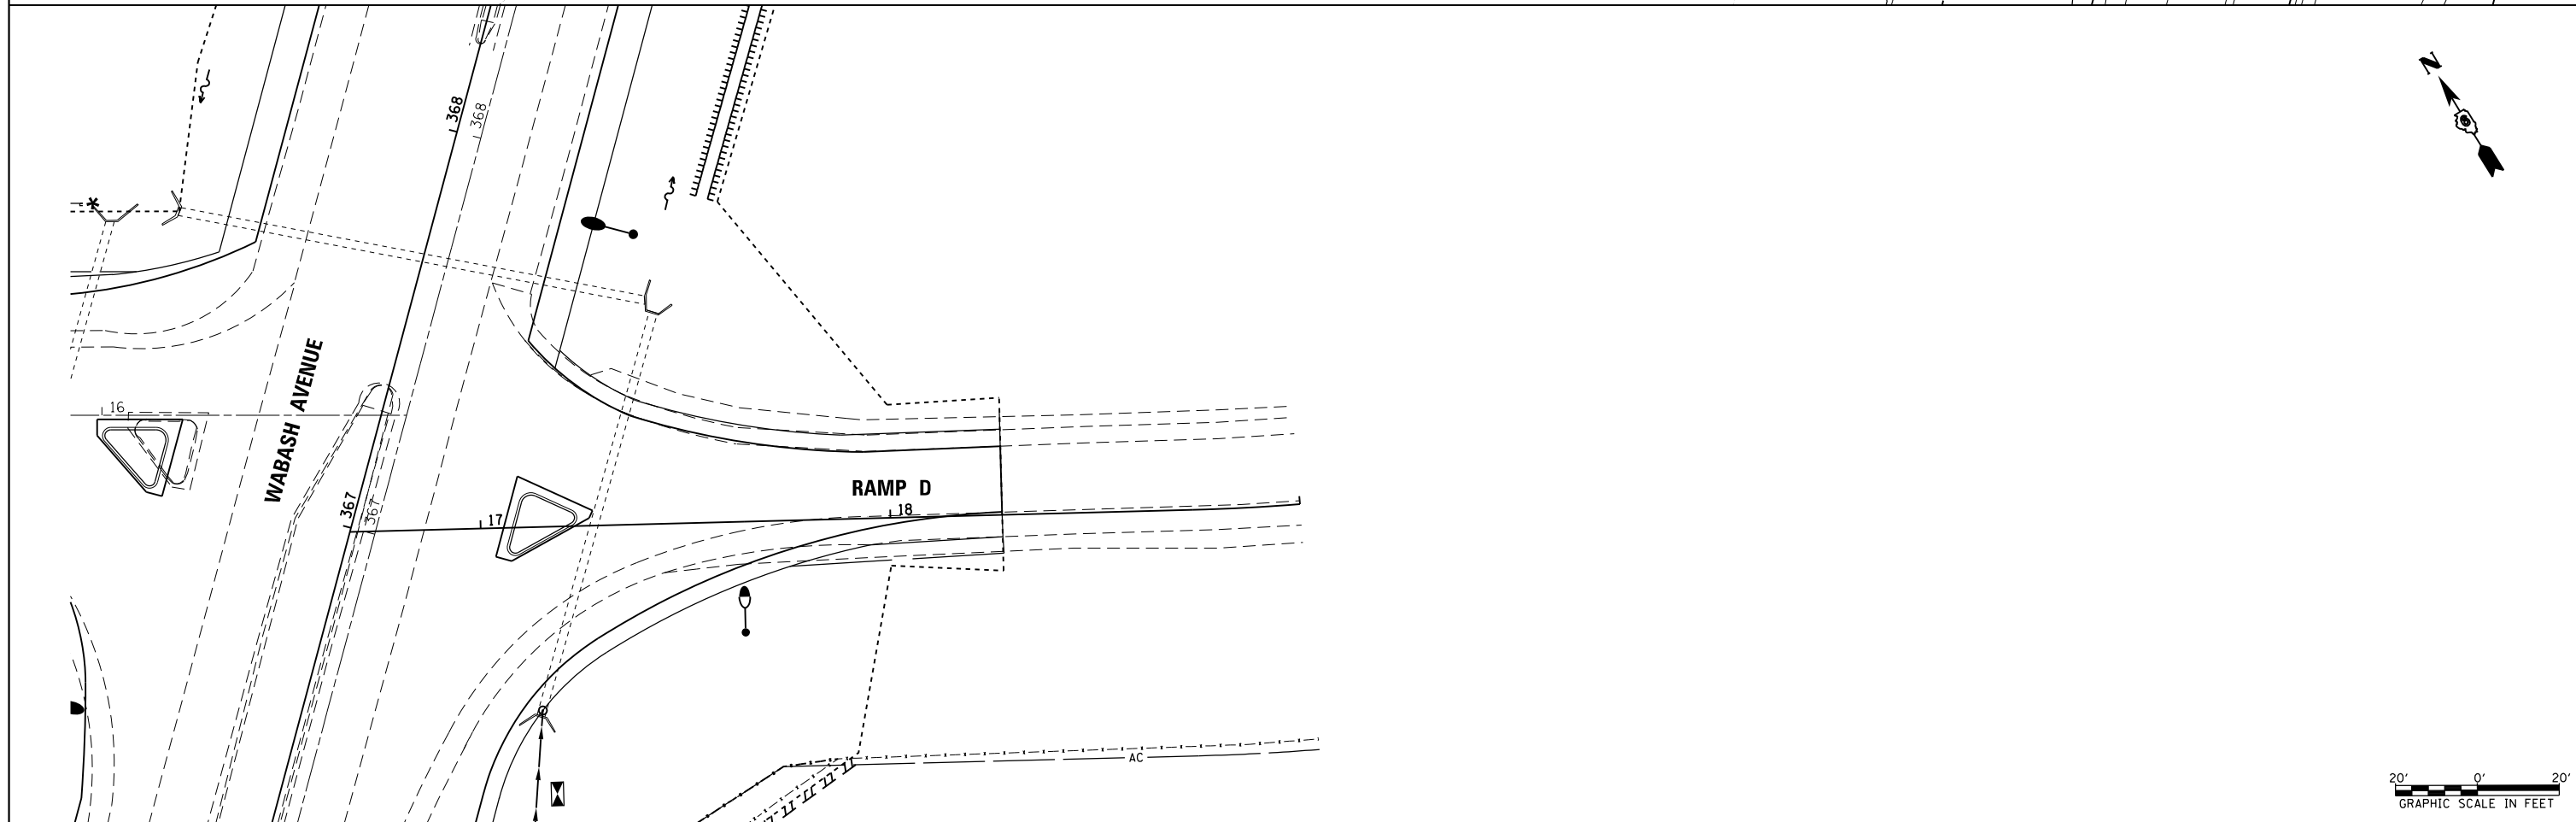 N
368
368
16
WABASH AVENUE
367
367
17
RAMP D
18
AC
20' 0' 20'
GRAPHIC SCALE IN FEET